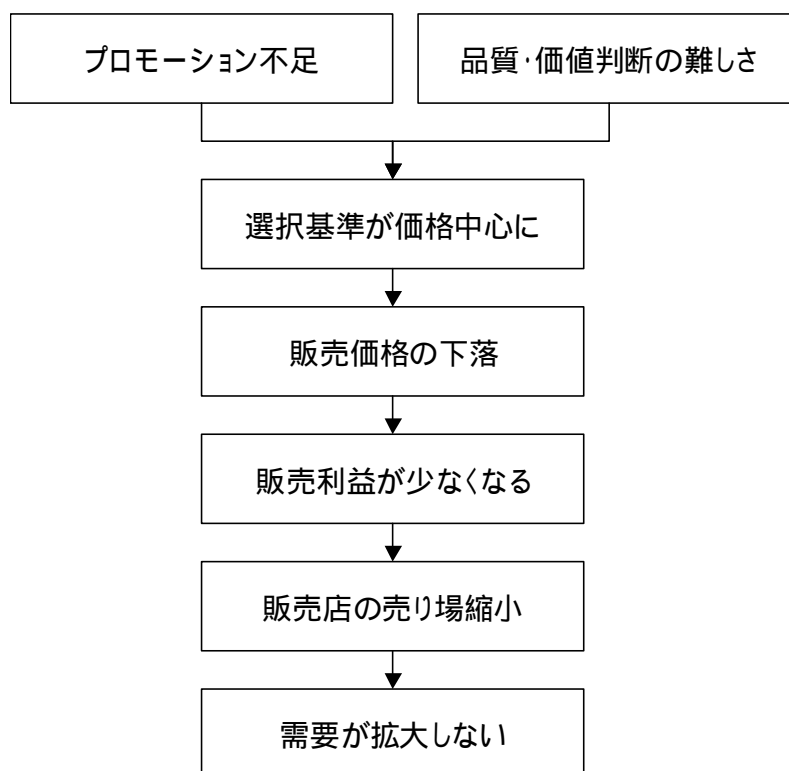 プロモーション不足
品質・価値判断の難しさ
選択基準が価格中心に
販売価格の下落
販売利益が少なくなる
販売店の売り場縮小
需要が拡大しない